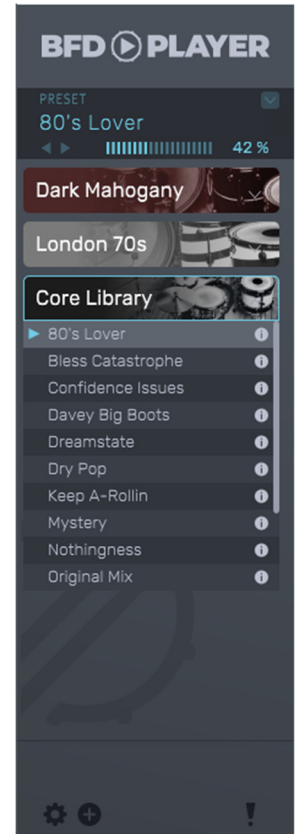 BFD PLAYER
PRESET
80's Lover
42 %
Dark Mahogany
London 70s
Core Library
80's Lover
Bless Catastrophe
Confidence Issues
Davey Big Boots
Dreamstate
Dry Pop
Keep A-Rollin
Mystery
Nothingness
Original Mix